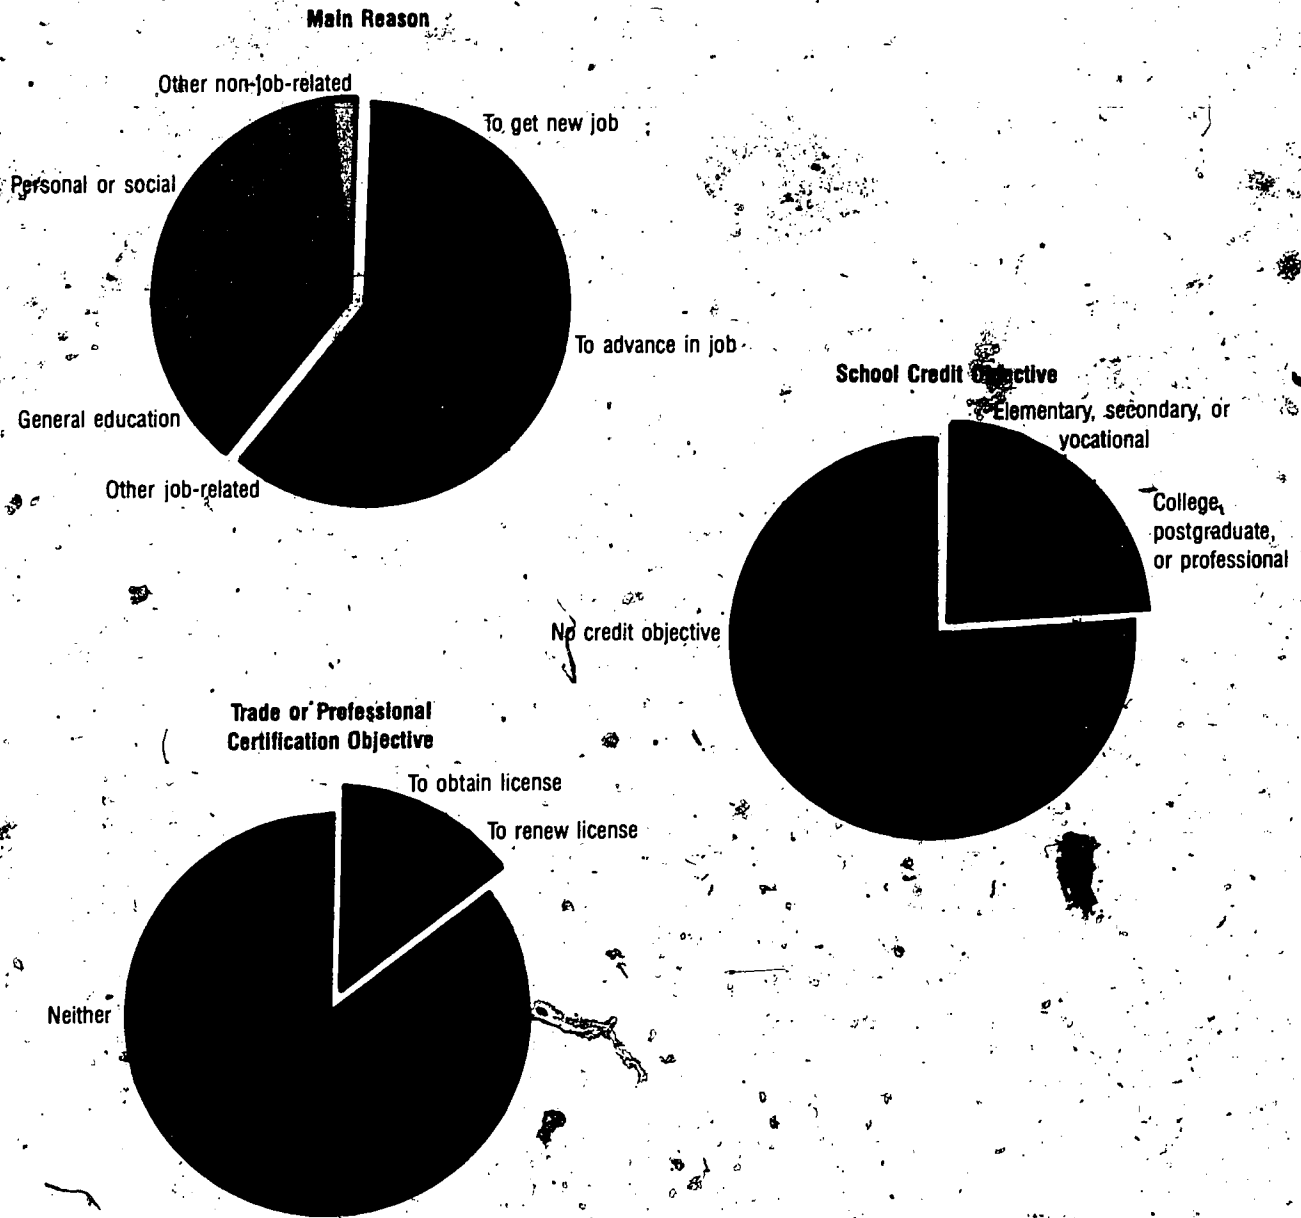 Main Reason
Other non-job-related
To get new job
Personal or social
To advance in job
General education
Other job-related
School Credit Objective
Elementary, secondary, or
vocational
College,
postgraduate,
or professional
No credit objective
Trade or Professional
Certification Objective
To obtain license
To renew license
Neither